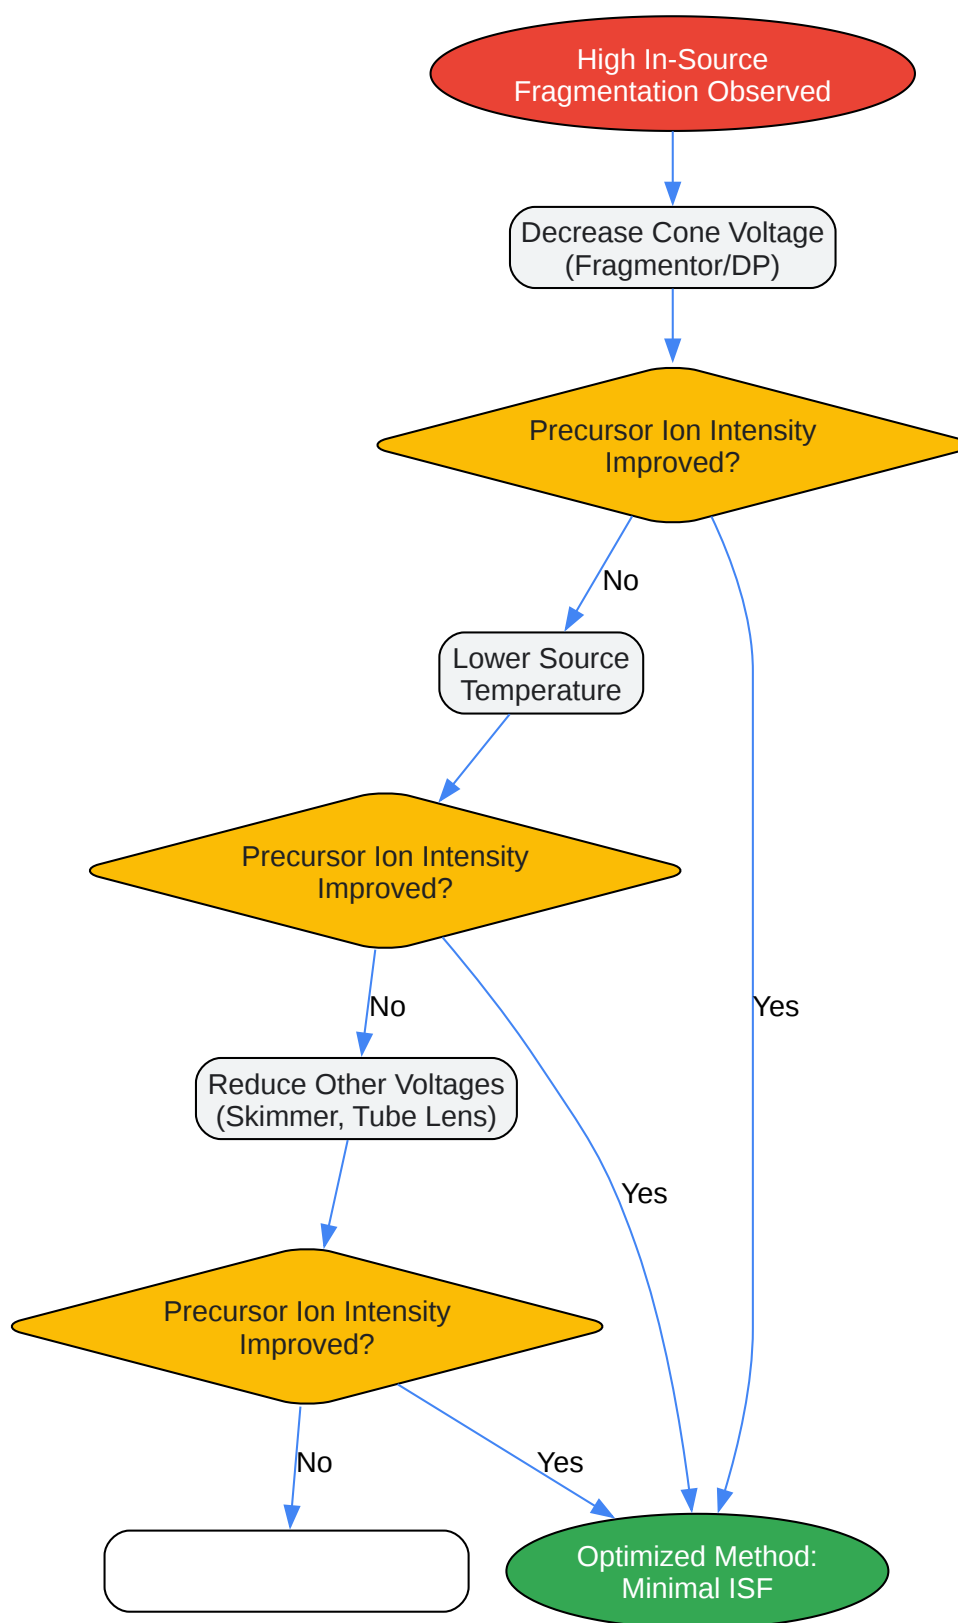 High In-Source
Fragmentation Observed
Decrease Cone Voltage
(Fragmentor/DP)
Precursor Ion Intensity
Improved?
No
Lower Source
Temperature
Precursor Ion Intensity
Improved?
No
Yes
Reduce Other Voltages
(Skimmer, Tube Lens)
Yes
Precursor Ion Intensity
Improved?
No
Yes
Optimized Method:
Minimal ISF